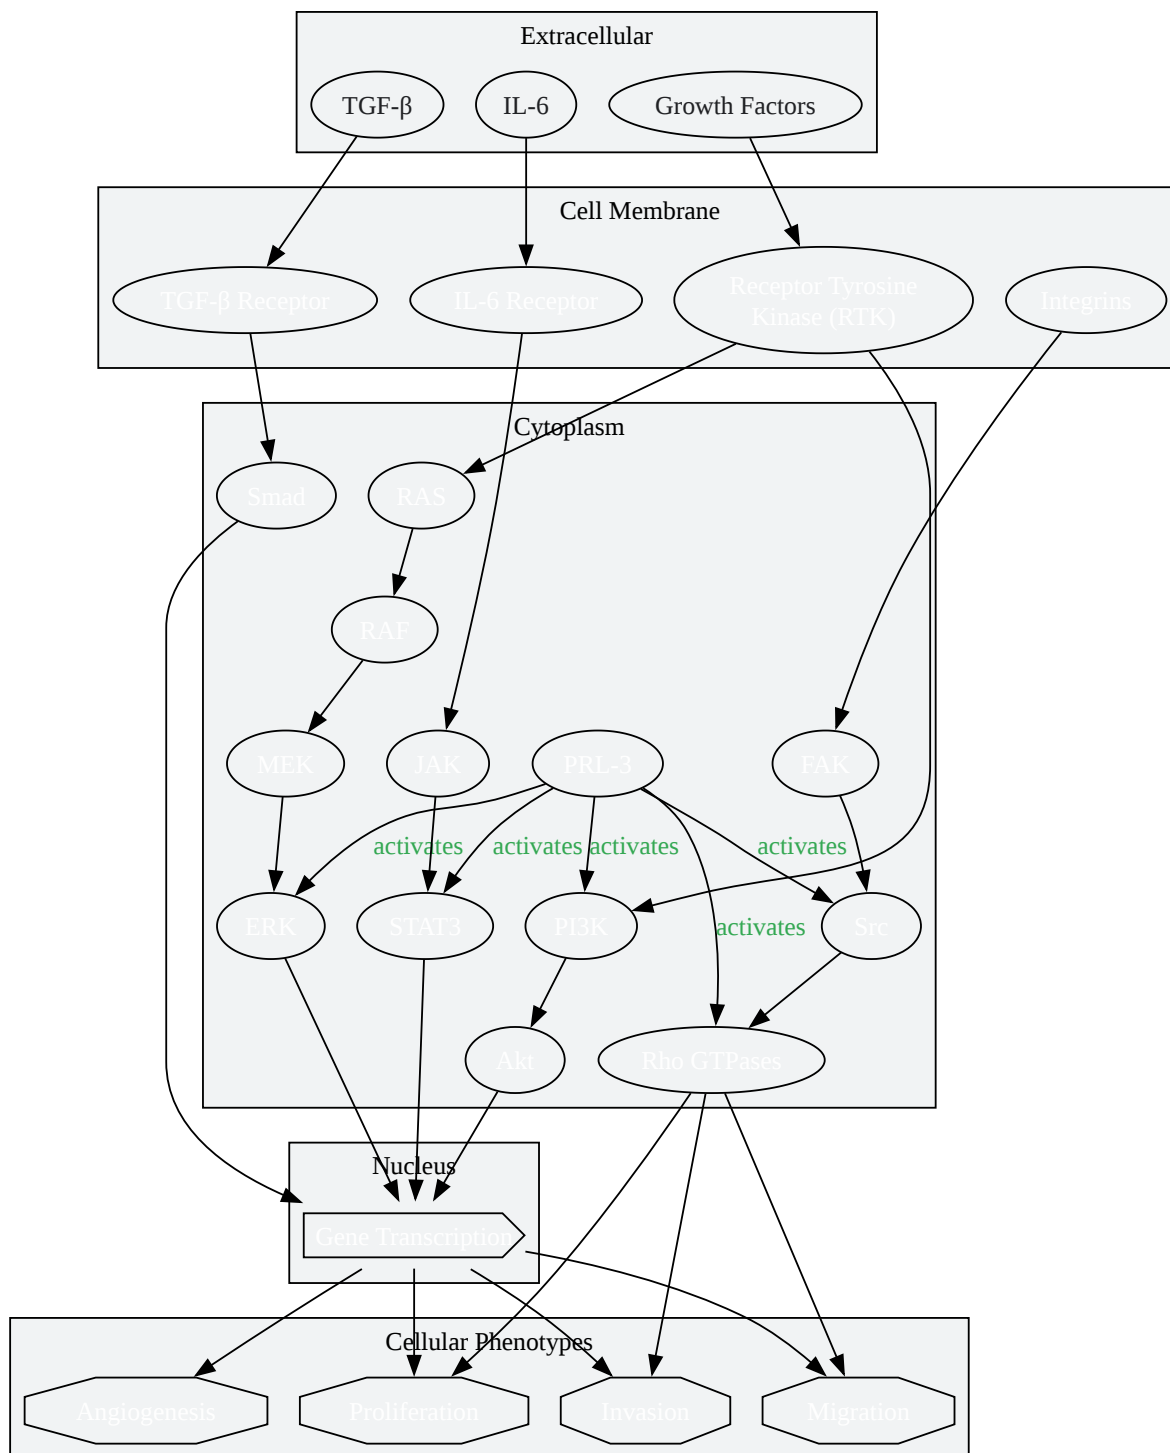 Extracellular
TGF-β
IL-6
Growth Factors
Cell Membrane
TGF-β Receptor
IL-6 Receptor
Receptor Tyrosine
Kinase (RTK)
Integrins
Cytoplasm
Smad
RAS
RAF
MEK
JAK
PRL-3
FAK
activates
activates
activates
activates
ERK
STAT3
PI3K
activates
Src
Akt
Rho GTPases
Nucleus
Gene Transcription
Cellular Phenotypes
Angiogenesis
Proliferation
Invasion
Migration